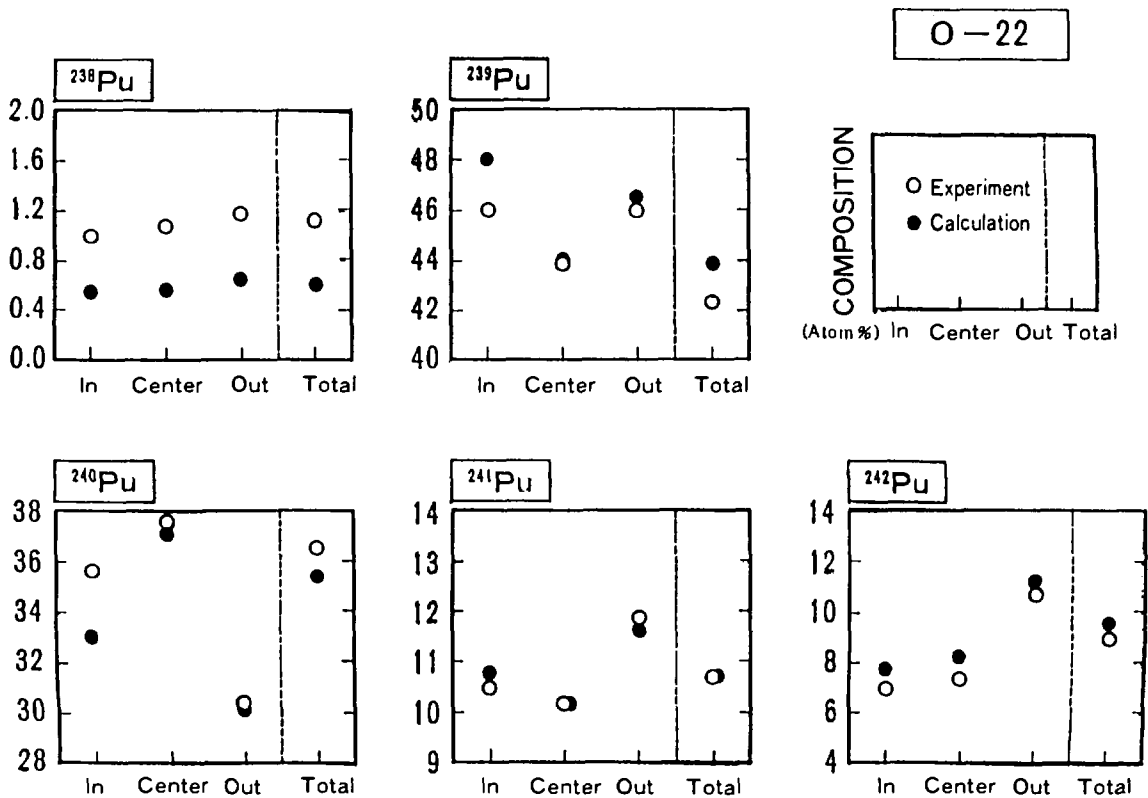 O-22
²³⁸Pu
2.0
1.6
1.2
0.8
0.4
0.0
In Center Out Total
²³⁹Pu
50
48
46
44
42
40
In Center Out Total
COMPOSITION
(Atom%)
○ Experiment
● Calculation
In Center Out Total
²⁴⁰Pu
38
36
34
32
30
28
In Center Out Total
²⁴¹Pu
14
13
12
11
10
9
In Center Out Total
²⁴²Pu
14
12
10
8
6
4
In Center Out Total